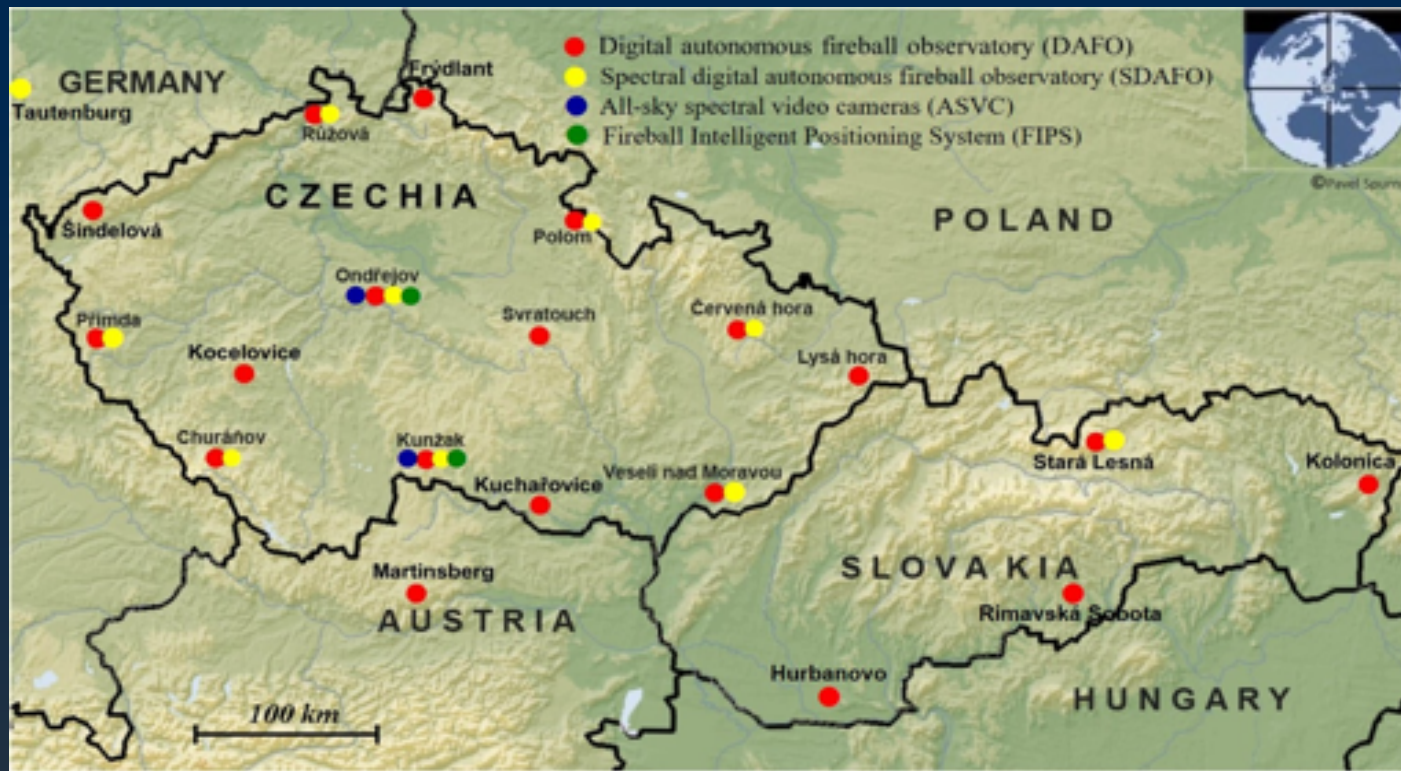 Digital autonomous fireball observatory (DAFO)
Spectral digital autonomous fireball observatory (SDAFO)
All-sky spectral video cameras (ASVC)
Fireball Intelligent Positioning System (FIPS)
©Pavel Spurný
GERMANY
Tautenburg
Frýdlant
Růžová
CZECHIA
Šindelová
Polom
POLAND
Ondřejov
Přimda
Svratouch
Červená hora
Kocelovice
Lysá hora
Churáňov
Kunžak
Kuchařovice
Veselí nad Moravou
Stará Lesná
Kolonica
Martinsberg
AUSTRIA
SLOVAKIA
Rimavská Sobota
Hurbanovo
HUNGARY
100 km